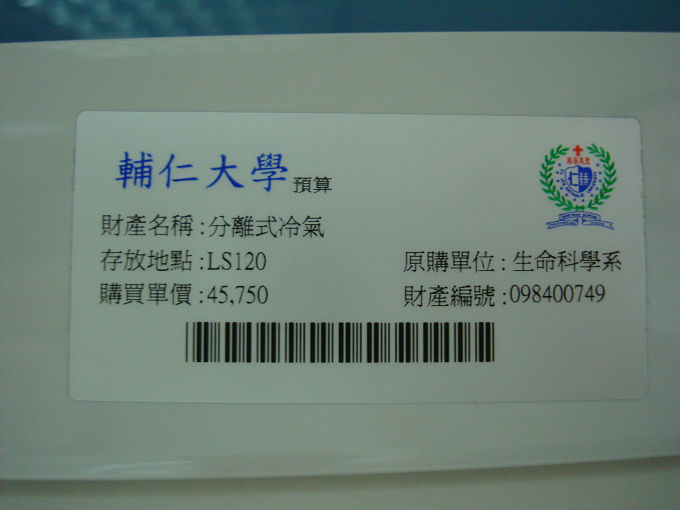 輔仁大學 預算
財產名稱:分離式冷氣
存放地點:LS120 原購單位:生命科學系
購買單價:45,750 財產編號:098400749